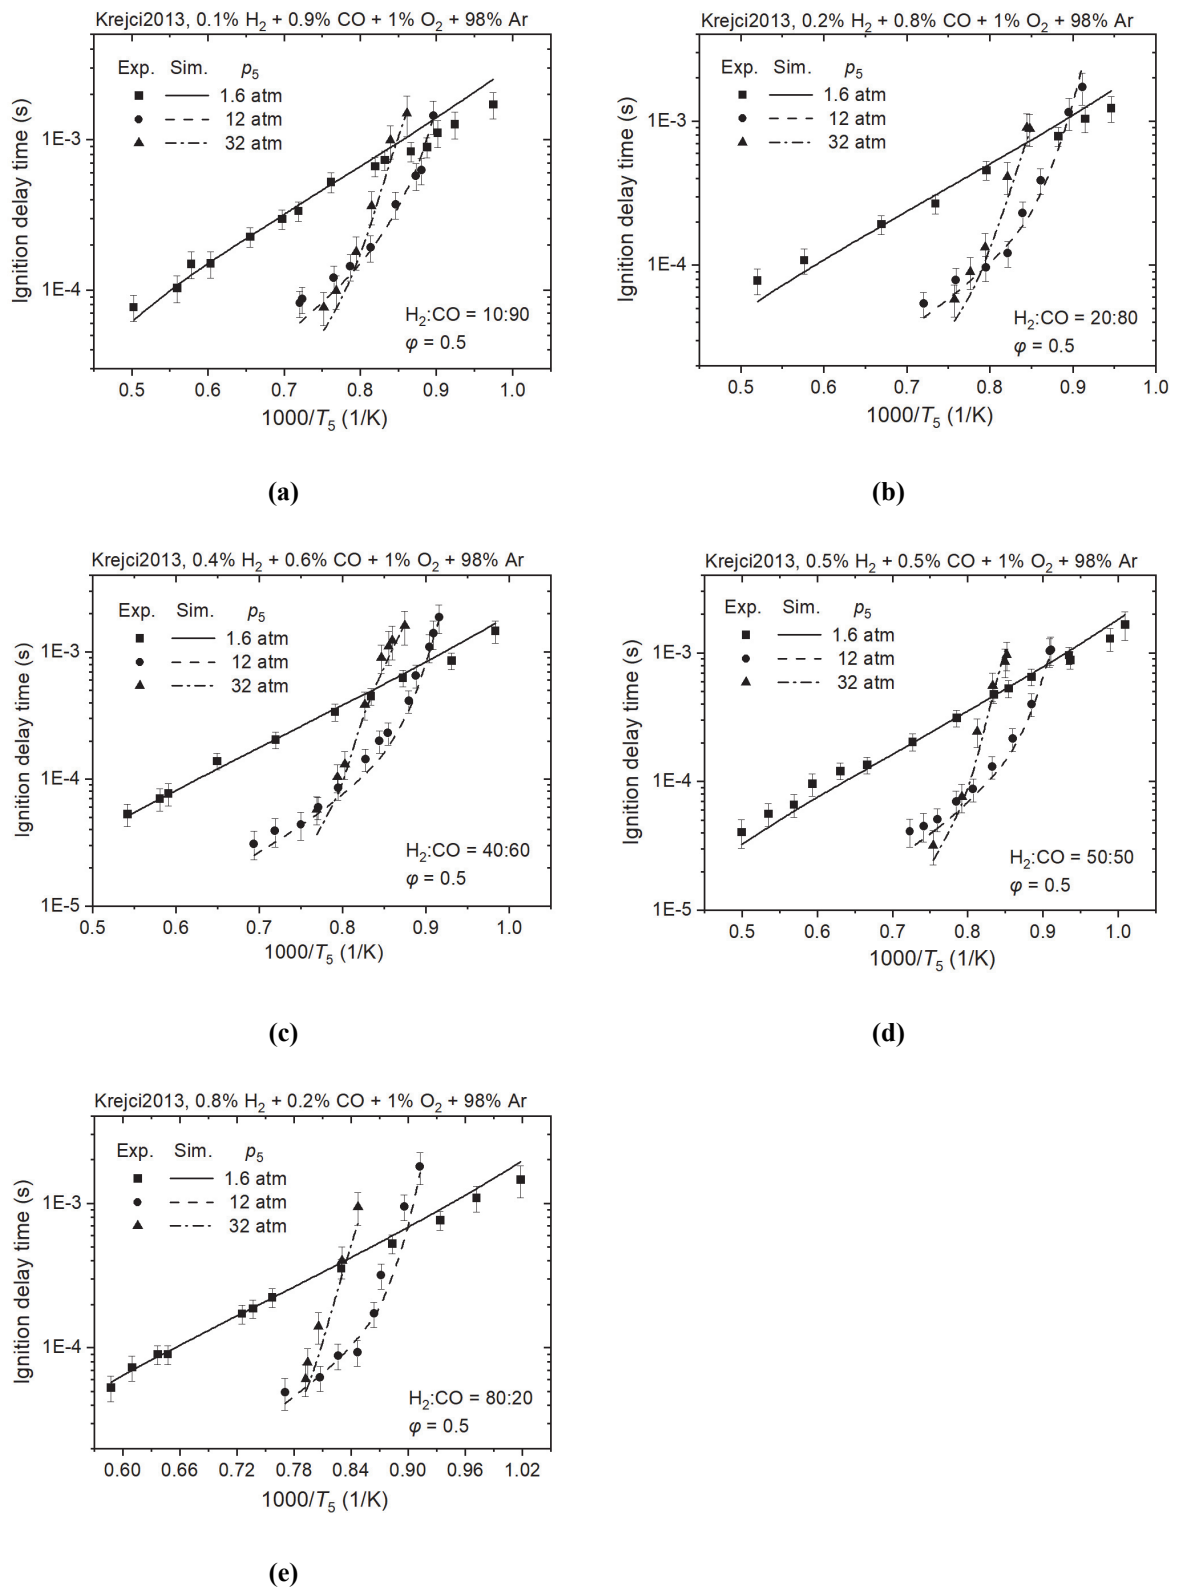 Krejci2013, 0.1% H₂ + 0.9% CO + 1% O₂ + 98% Ar
Exp. Sim. p₅
1.6 atm
12 atm
32 atm
1E-3
1E-4
Ignition delay time (s)
H₂:CO = 10:90
φ = 0.5
0.5 0.6 0.7 0.8 0.9 1.0
1000/T₅ (1/K)
(a)
Krejci2013, 0.2% H₂ + 0.8% CO + 1% O₂ + 98% Ar
Exp. Sim. p₅
1.6 atm
12 atm
32 atm
1E-3
1E-4
Ignition delay time (s)
H₂:CO = 20:80
φ = 0.5
0.5 0.6 0.7 0.8 0.9 1.0
1000/T₅ (1/K)
(b)
Krejci2013, 0.4% H₂ + 0.6% CO + 1% O₂ + 98% Ar
Exp. Sim. p₅
1.6 atm
12 atm
32 atm
1E-3
1E-4
1E-5
Ignition delay time (s)
H₂:CO = 40:60
φ = 0.5
0.5 0.6 0.7 0.8 0.9 1.0
1000/T₅ (1/K)
(c)
Krejci2013, 0.5% H₂ + 0.5% CO + 1% O₂ + 98% Ar
Exp. Sim. p₅
1.6 atm
12 atm
32 atm
1E-3
1E-4
1E-5
Ignition delay time (s)
H₂:CO = 50:50
φ = 0.5
0.5 0.6 0.7 0.8 0.9 1.0
1000/T₅ (1/K)
(d)
Krejci2013, 0.8% H₂ + 0.2% CO + 1% O₂ + 98% Ar
Exp. Sim. p₅
1.6 atm
12 atm
32 atm
1E-3
1E-4
Ignition delay time (s)
H₂:CO = 80:20
φ = 0.5
0.60 0.66 0.72 0.78 0.84 0.90 0.96 1.02
1000/T₅ (1/K)
(e)